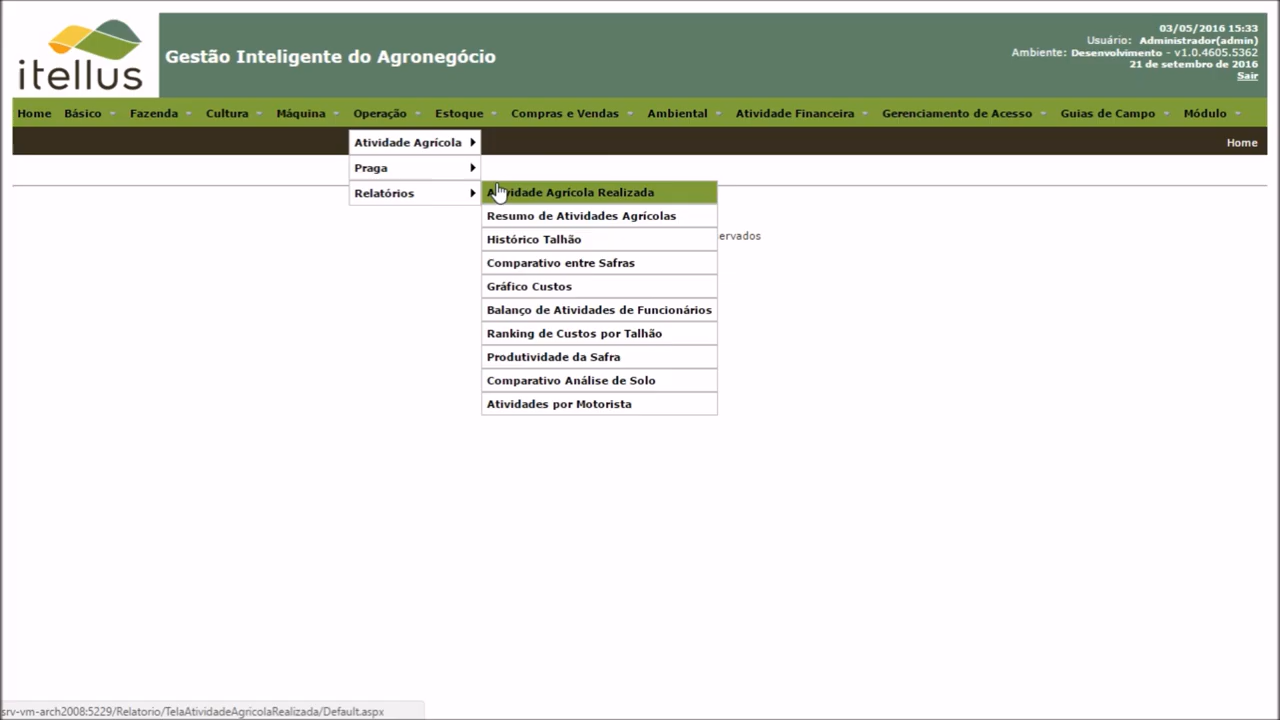 itellus
Gestão Inteligente do Agronegócio
03/05/2016 15:33
Usuário: Administrador(admin)
Ambiente: Desenvolvimento - v1.0.4605.5362
21 de setembro de 2016
Sair
Home Básico Fazenda Cultura Máquina Operação Estoque Compras e Vendas Ambiental Atividade Financeira Gerenciamento de Acesso Guias de Campo Módulo
Home
Atividade Agrícola
Praga
Relatórios
Atividade Agrícola Realizada
Resumo de Atividades Agrícolas
Histórico Talhão
ervados
Comparativo entre Safras
Gráfico Custos
Balanço de Atividades de Funcionários
Ranking de Custos por Talhão
Produtividade da Safra
Comparativo Análise de Solo
Atividades por Motorista
srv-vm-arch2008:5229/Relatorio/TelaAtividadeAgricolaRealizada/Default.aspx